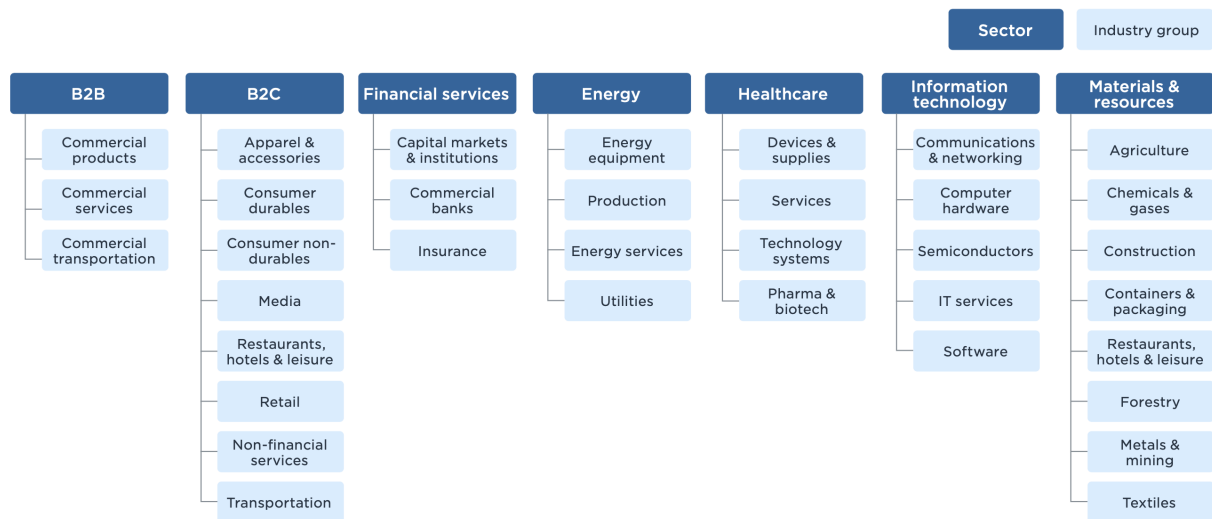 Sector
Industry group
B2B
Commercial
products
Commercial
services
Commercial
transportation
B2C
Apparel &
accessories
Consumer
durables
Consumer non-
durables
Media
Restaurants,
hotels & leisure
Retail
Non-financial
services
Transportation
Financial services
Capital markets
& institutions
Commercial
banks
Insurance
Energy
Energy
equipment
Production
Energy services
Utilities
Healthcare
Devices &
supplies
Services
Technology
systems
Pharma &
biotech
Information
technology
Communications
& networking
Computer
hardware
Semiconductors
IT services
Software
Materials &
resources
Agriculture
Chemicals &
gases
Construction
Containers &
packaging
Restaurants,
hotels & leisure
Forestry
Metals &
mining
Textiles